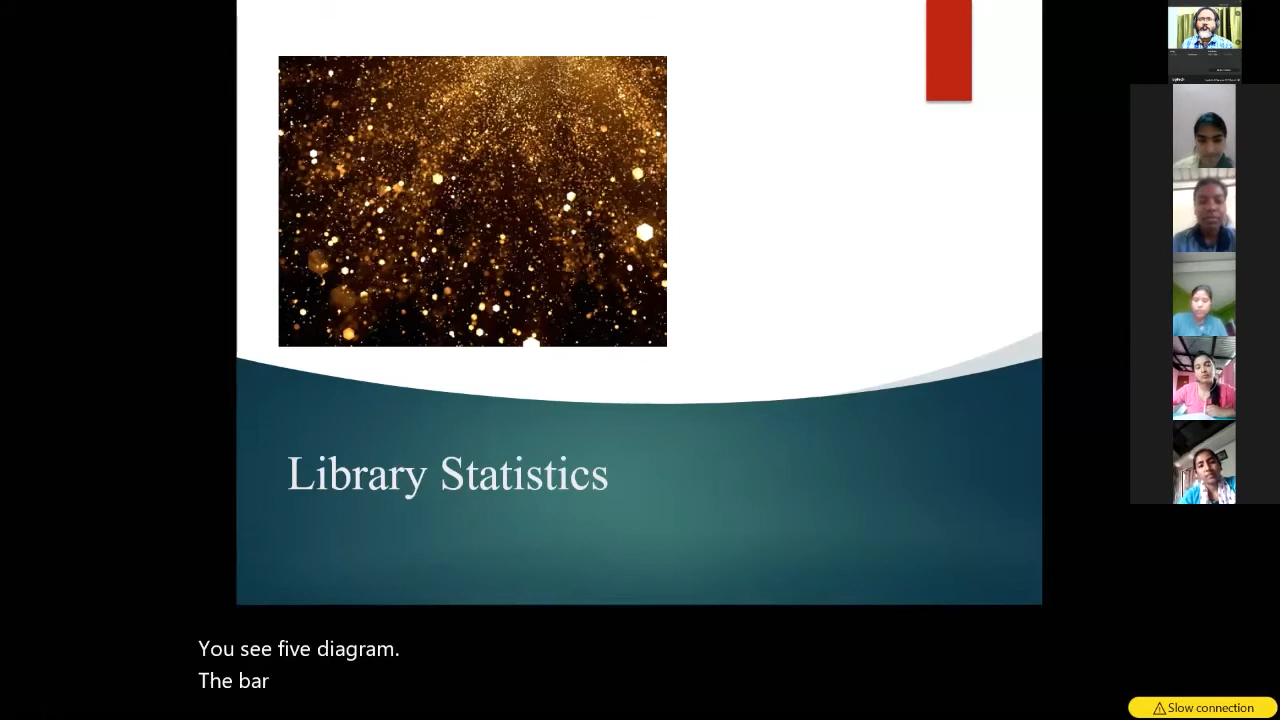 Library Statistics
You see five diagram.
The bar
Slow connection